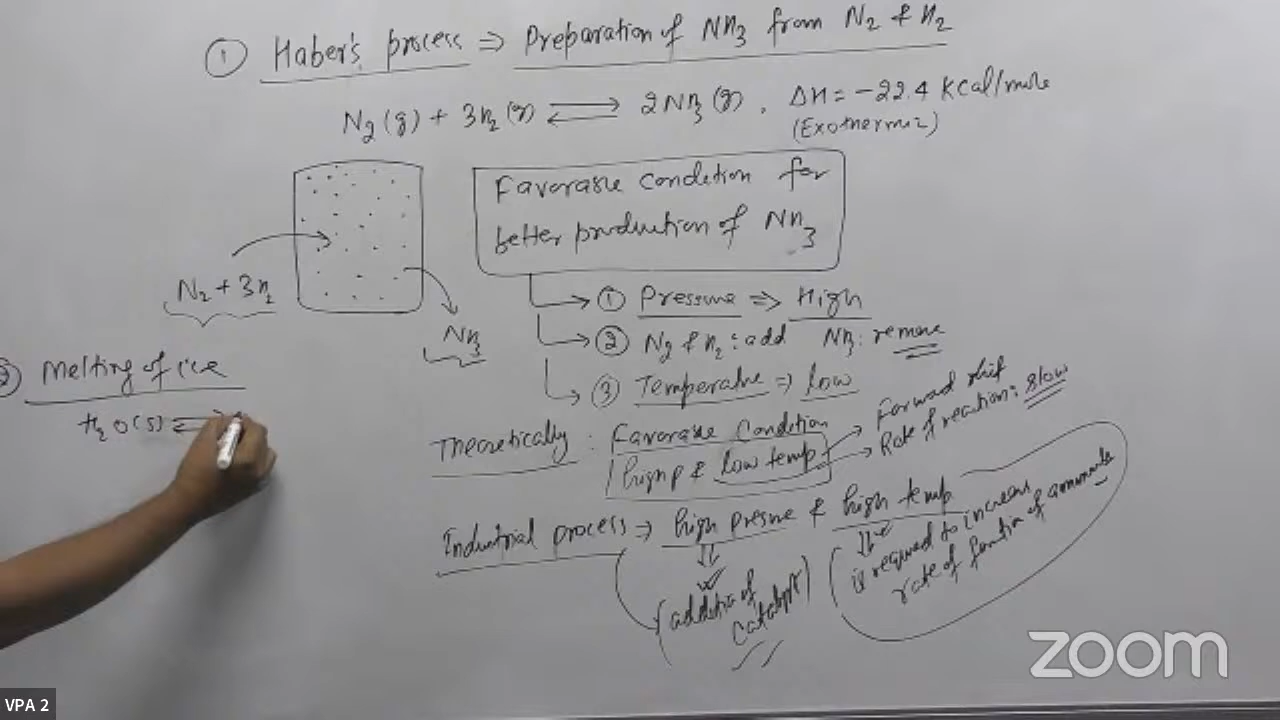 ① Haber's process ⇒ Preparation of NH3 from N2 & H2
N2(g) + 3H2(g) ⇌ 2NH3(g), ΔH = -22.4 Kcal/mole
(Exothermic)
Favorable condition for
better production of NH3
N2 + 3H2
NH3
→ ① Pressure ⇒ High
→ ② N2 & H2 : add NH3 : remove
→ ③ Temperature ⇒ low
② Melting of ice
H2O(s) ⇌
Theoretically : Favorable Condition
high p & low temp
→ Forward shift
→ Rate of reaction : slow
Industrial process → high presure & high temp
(addition of
catalyst)
is required to increase
rate of formation of ammonia
zoom
VPA 2